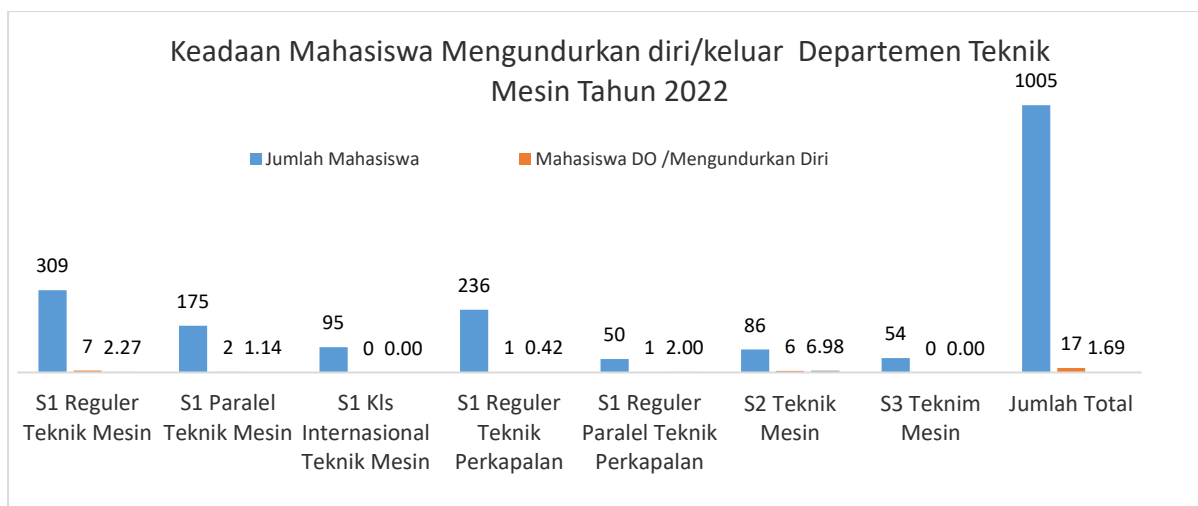 Keadaan Mahasiswa Mengundurkan diri/keluar Departemen Teknik
Mesin Tahun 2022
Jumlah Mahasiswa
Mahasiswa DO /Mengundurkan Diri
309
7 2.27
175
2 1.14
95
0 0.00
236
1 0.42
50
1 2.00
86
6 6.98
54
0 0.00
1005
17 1.69
S1 Reguler
Teknik Mesin
S1 Paralel
Teknik Mesin
S1 Kls
Internasional
Teknik Mesin
S1 Reguler
Teknik
Perkapalan
S1 Reguler
Paralel Teknik
Perkapalan
S2 Teknik
Mesin
S3 Teknim
Mesin
Jumlah Total